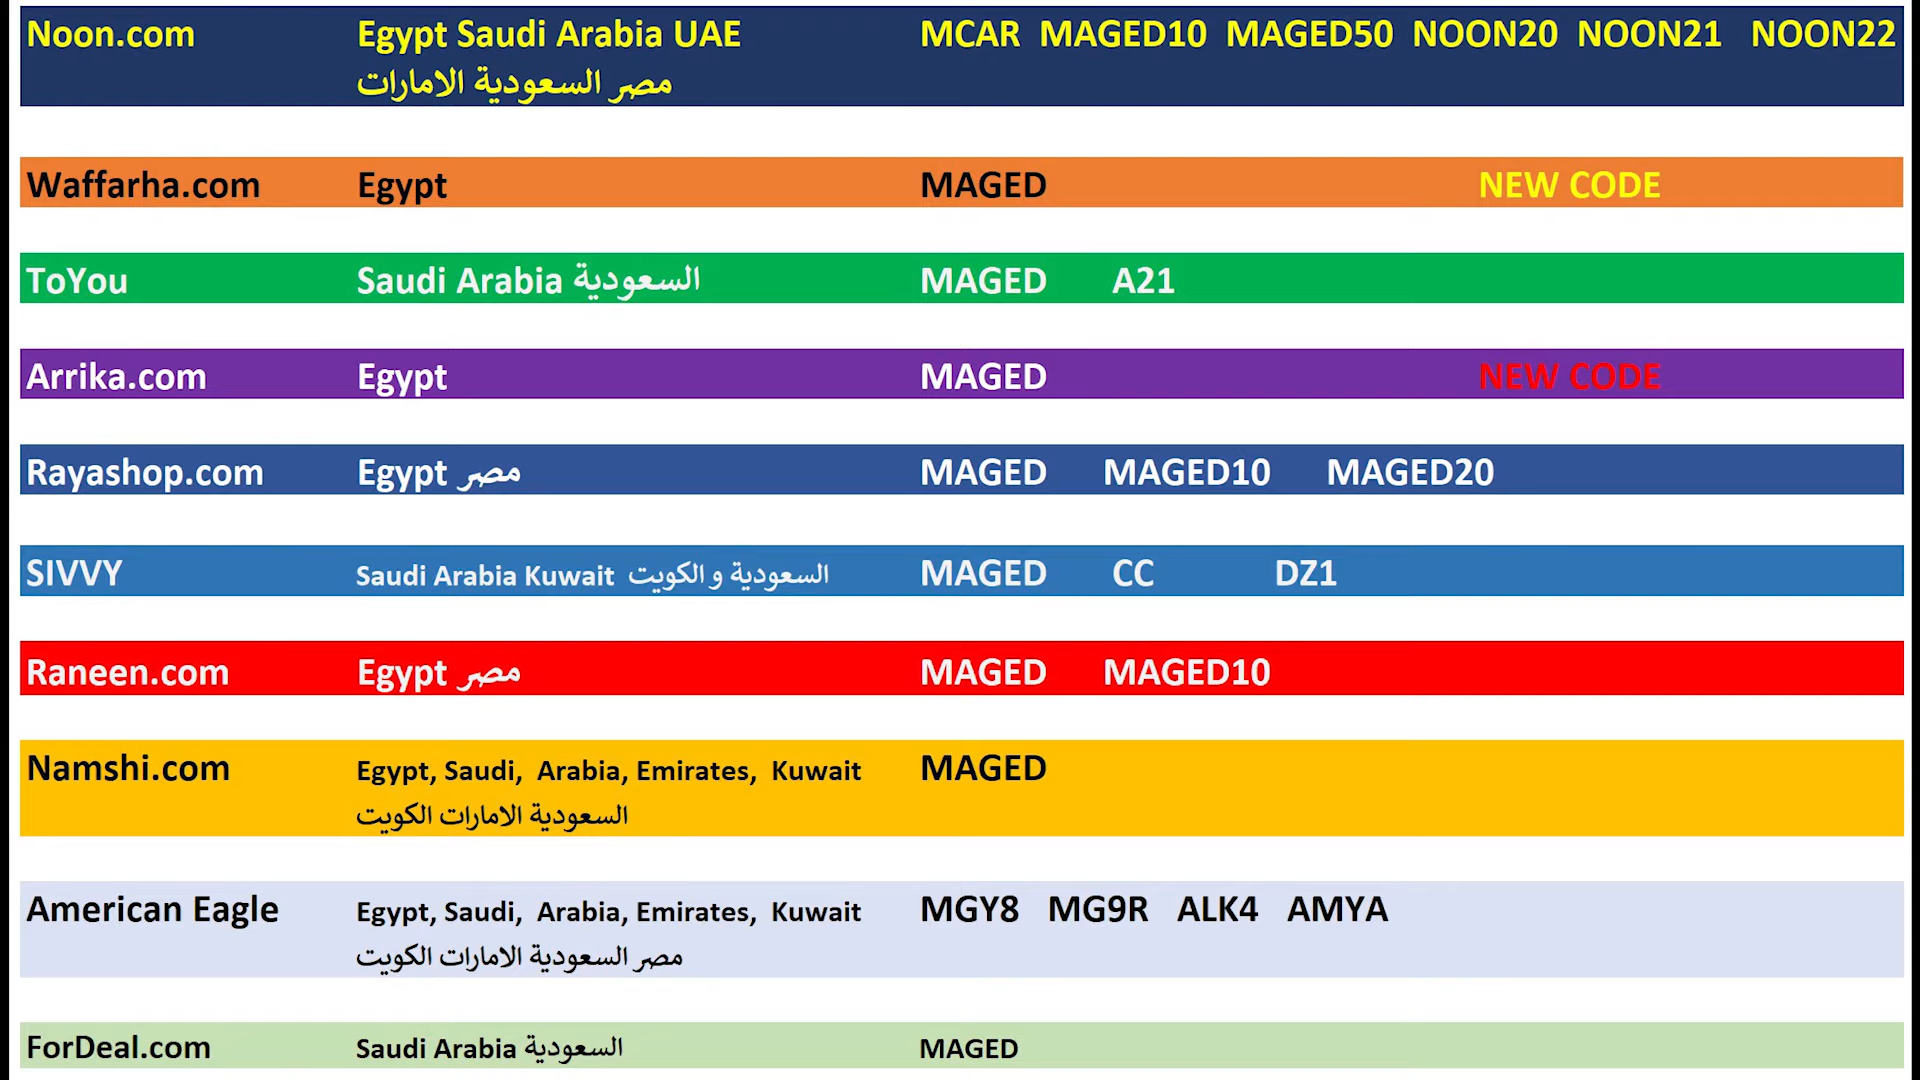 Noon.com Egypt Saudi Arabia UAE MCAR MAGED10 MAGED50 NOON20 NOON21 NOON22
مصر السعودية الامارات
Waffarha.com Egypt MAGED NEW CODE
ToYou Saudi Arabia السعودية MAGED A21
Arrika.com Egypt MAGED NEW CODE
Rayashop.com Egypt مصر MAGED MAGED10 MAGED20
SIVVY Saudi Arabia Kuwait السعودية و الكويت MAGED CC DZ1
Raneen.com Egypt مصر MAGED MAGED10
Namshi.com Egypt, Saudi, Arabia, Emirates, Kuwait MAGED
السعودية الامارات الكويت
American Eagle Egypt, Saudi, Arabia, Emirates, Kuwait MGY8 MG9R ALK4 AMYA
مصر السعودية الامارات الكويت
ForDeal.com Saudi Arabia السعودية MAGED